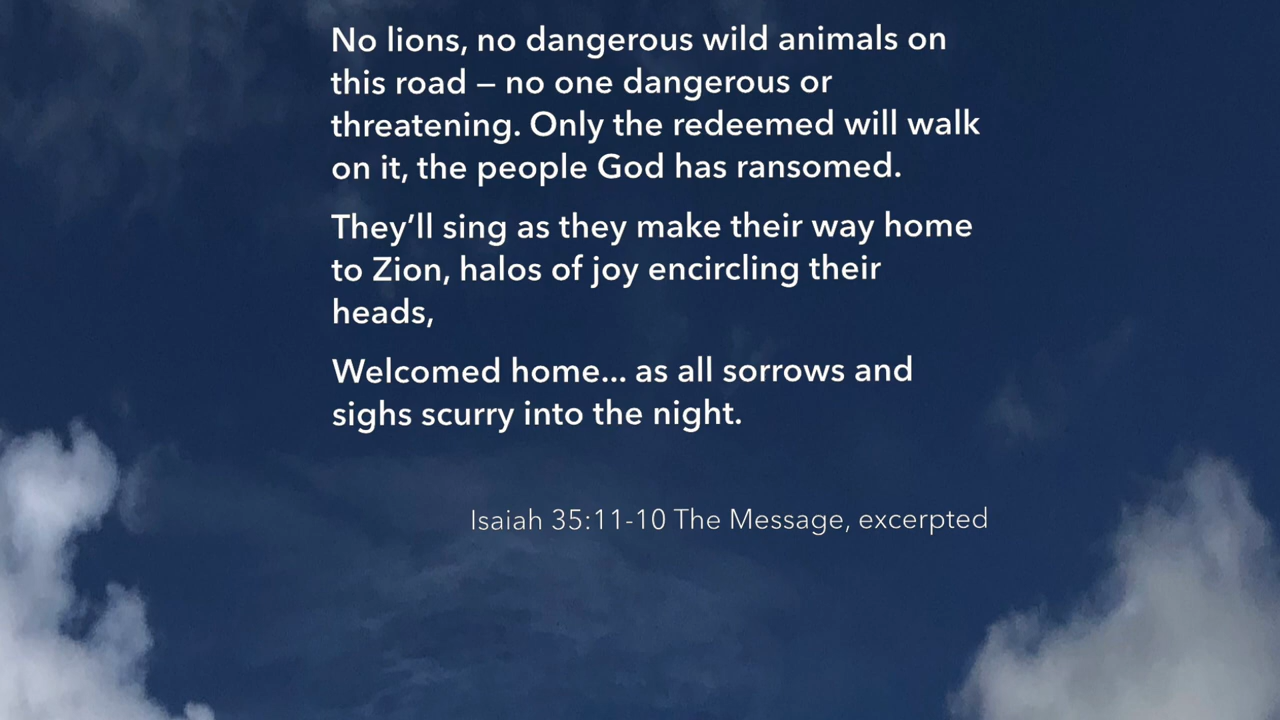 No lions, no dangerous wild animals on
this road – no one dangerous or
threatening. Only the redeemed will walk
on it, the people God has ransomed.
They’ll sing as they make their way home
to Zion, halos of joy encircling their
heads,
Welcomed home... as all sorrows and
sighs scurry into the night.
Isaiah 35:11-10 The Message, excerpted